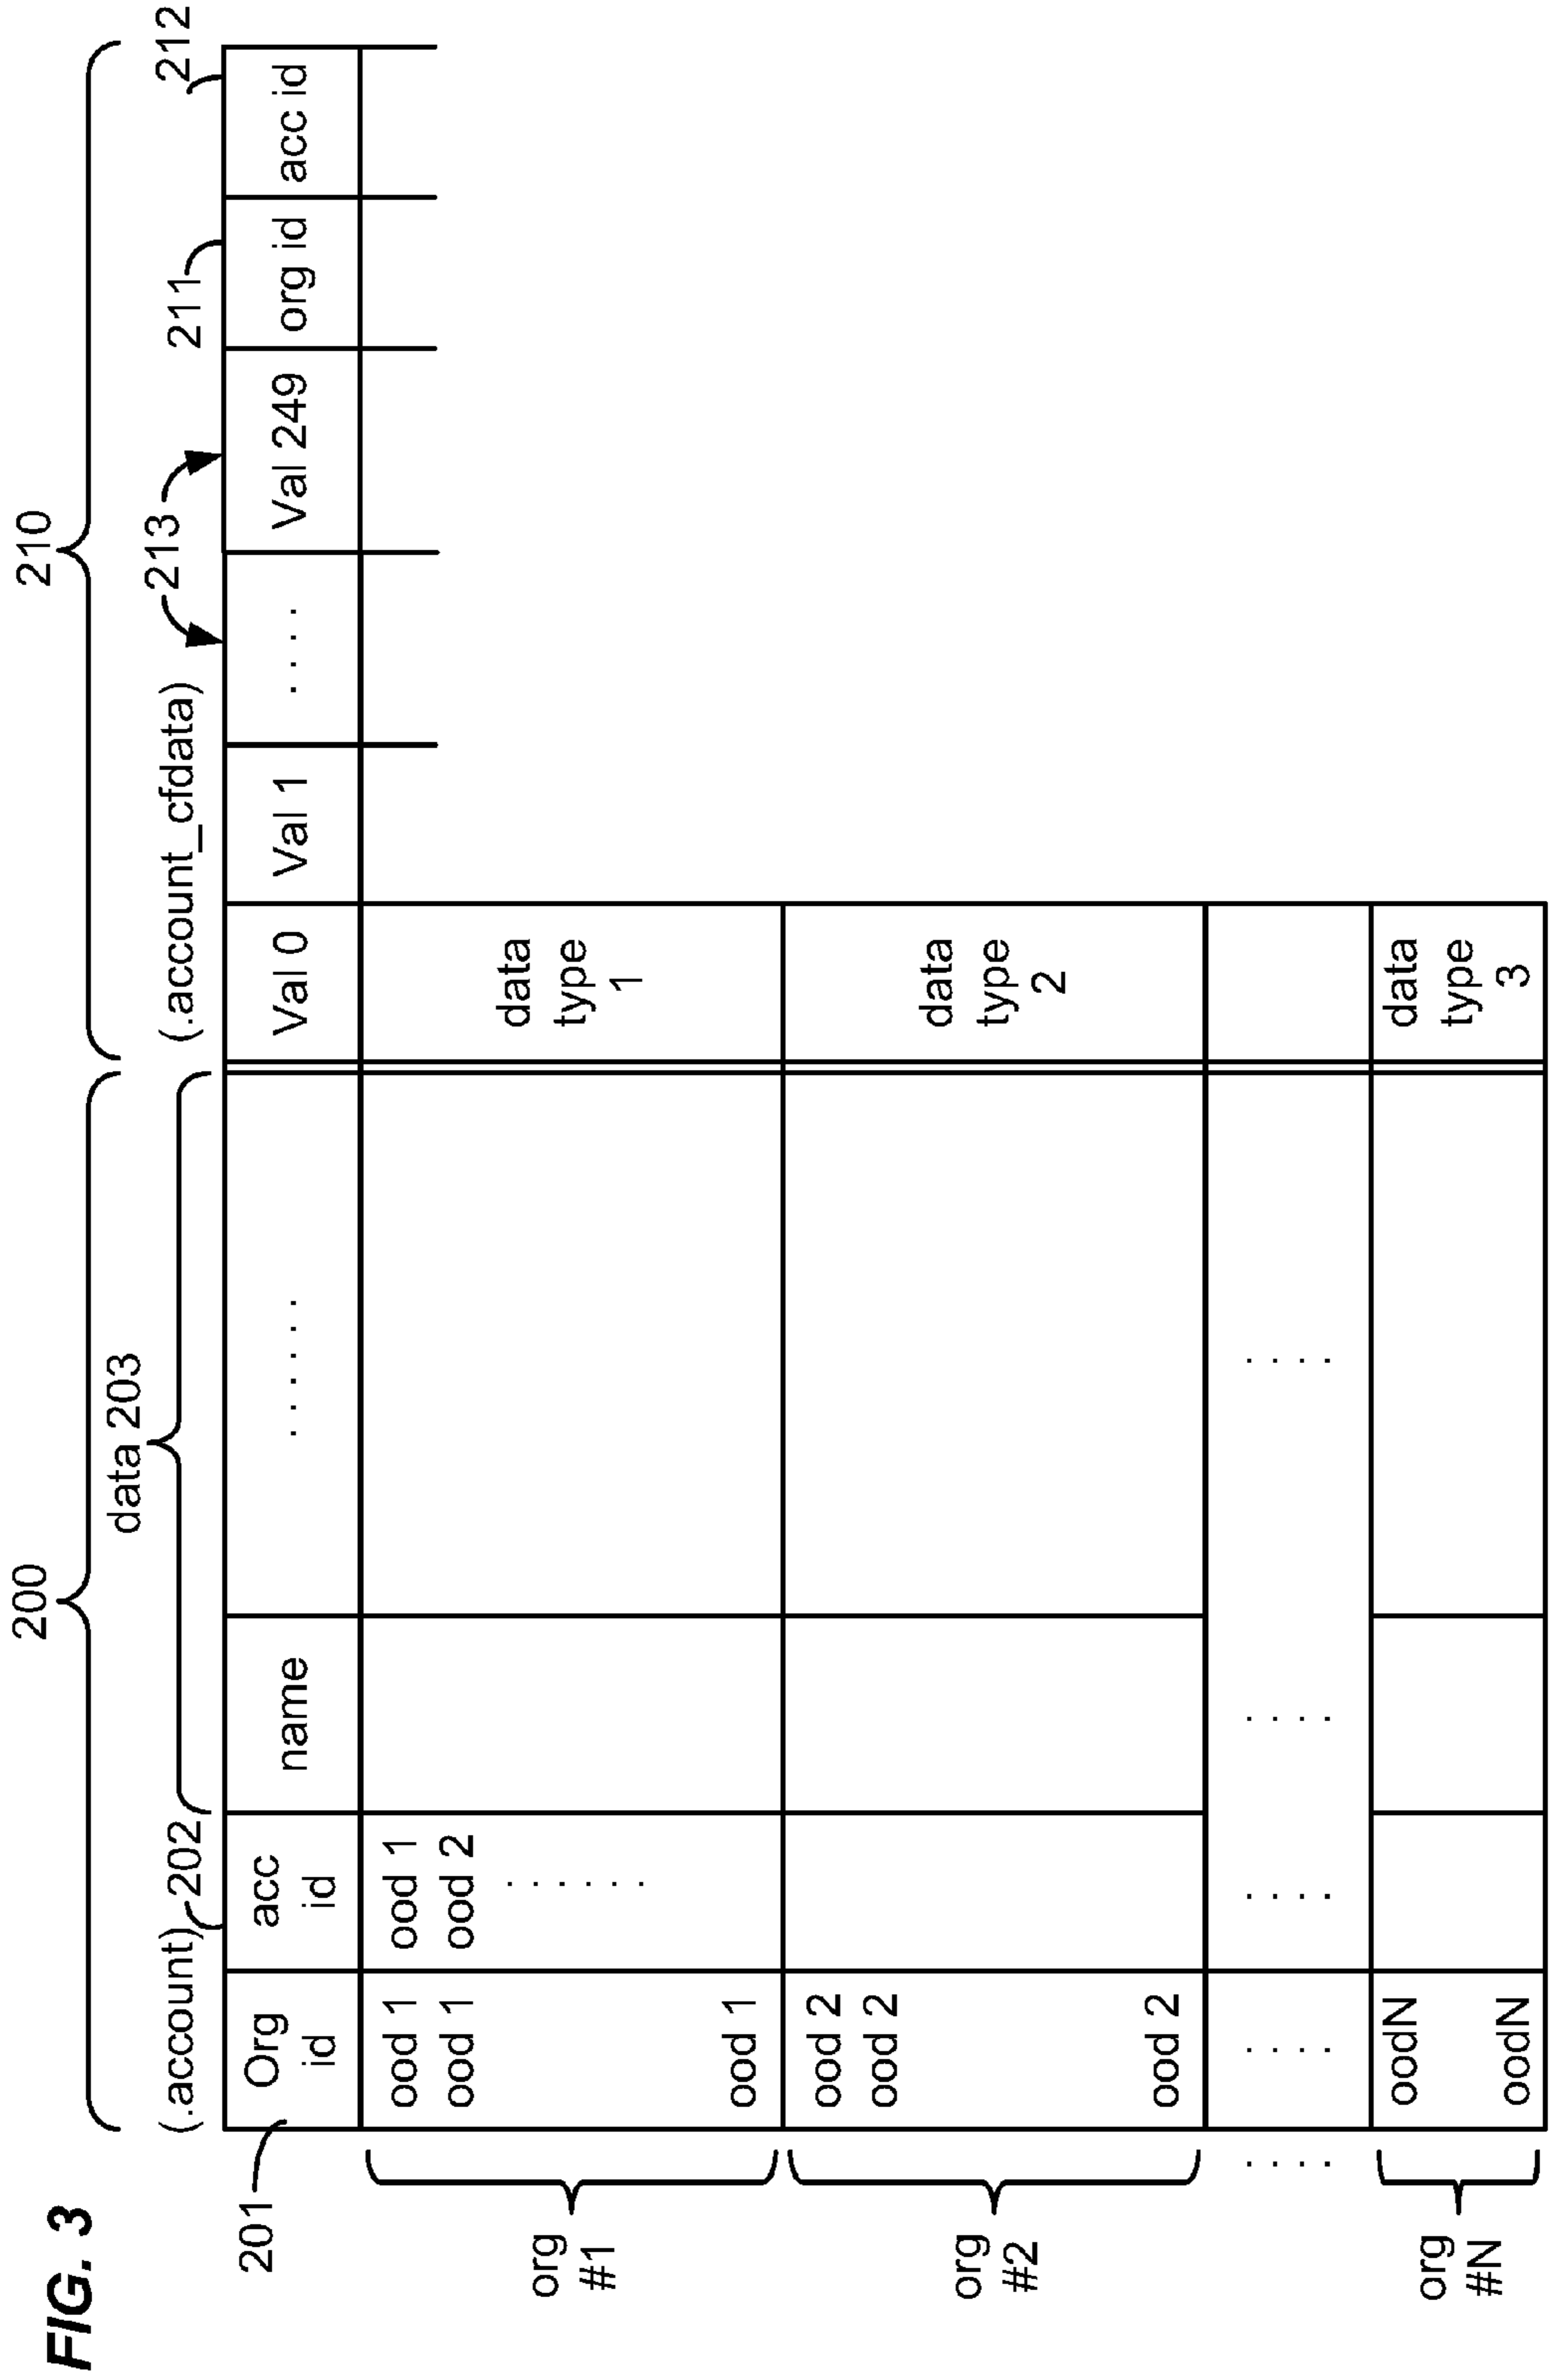 FIG. 3
200
210
data 203
(.account)
202
(.account_cfdata)
213
211
212
201
Org id
acc id
name
. . . . . .
Val 0
Val 1
. . . .
Val 249
org id
acc id
org #1
ood 1
ood 1
ood 1
ood 1
ood 2
. . . . . .
data type 1
org #2
ood 2
ood 2
ood 2
data type 2
. . . .
. . . .
. . . .
. . . .
. . . .
org #N
oodN
oodN
data type 3